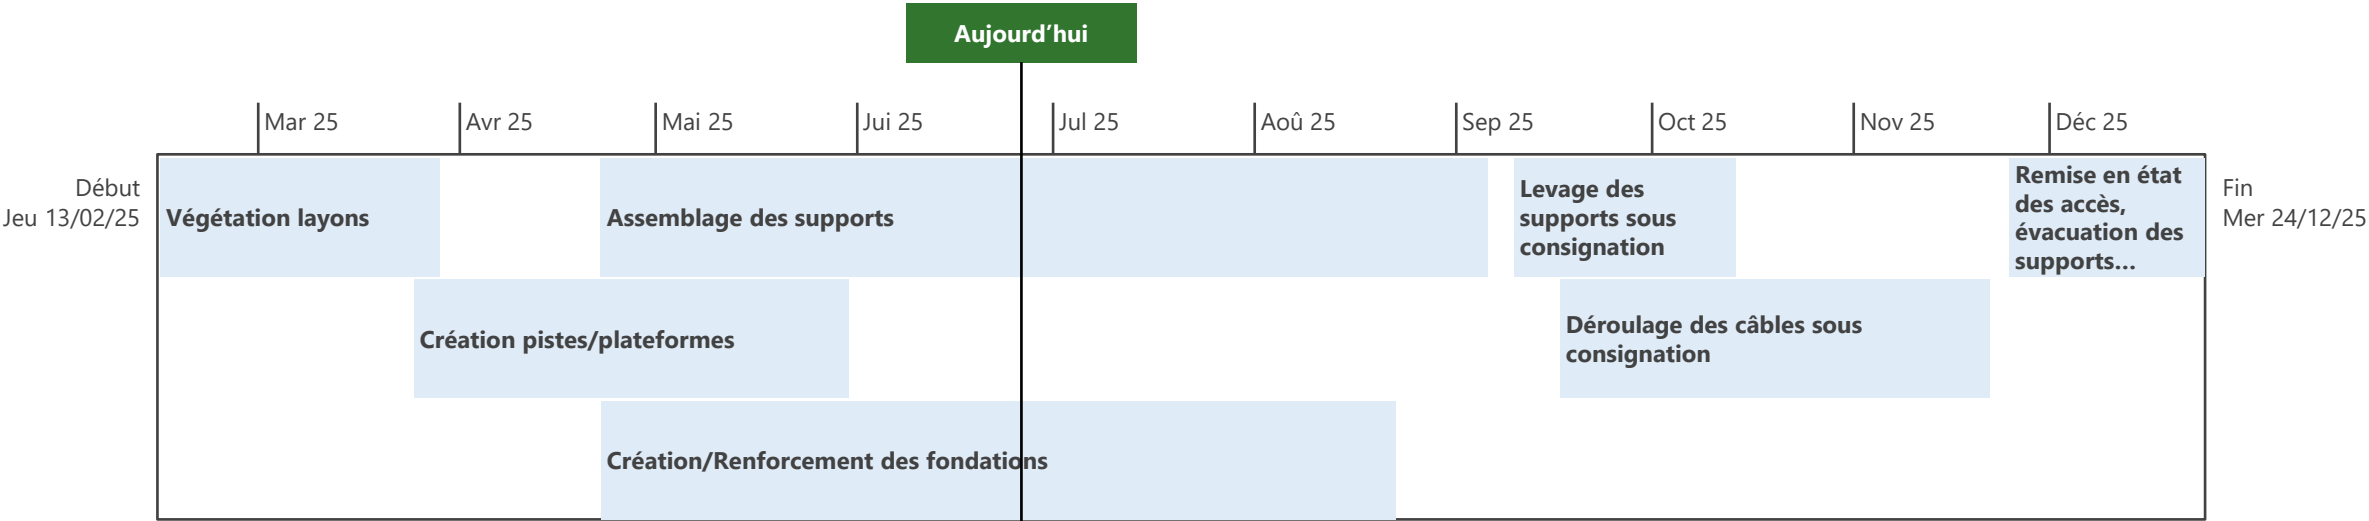 Aujourd’hui
Mar 25
Avr 25
Mai 25
Jui 25
Jul 25
Aoû 25
Sep 25
Oct 25
Nov 25
Déc 25
Début
Jeu 13/02/25
Végétation layons
Assemblage des supports
Levage des
supports sous
consignation
Remise en état
des accès,
évacuation des
supports...
Fin
Mer 24/12/25
Création pistes/plateformes
Déroulage des câbles sous
consignation
Création/Renforcement des fondations